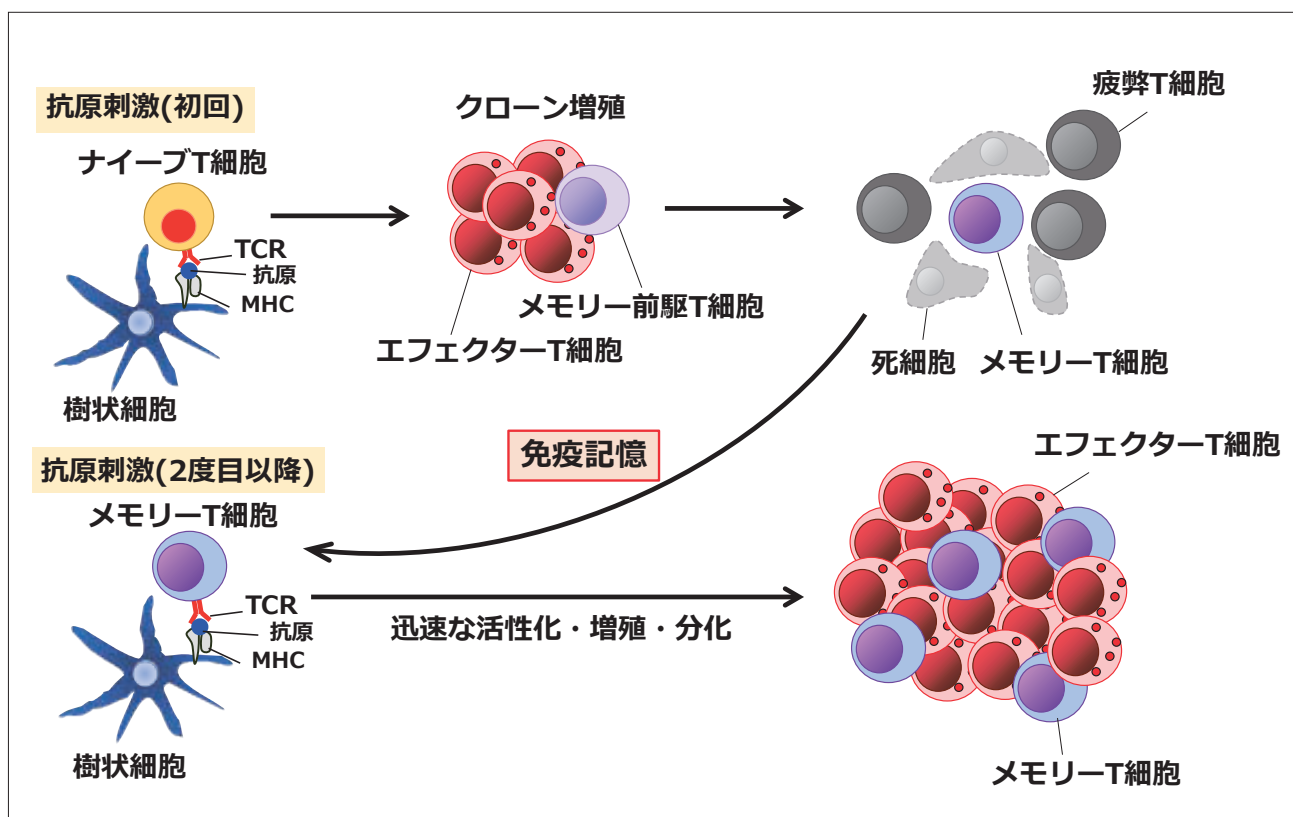 抗原刺激(初回)
ナイーブT細胞
TCR
抗原
MHC
樹状細胞
クローン増殖
メモリー前駆T細胞
エフェクターT細胞
疲弊T細胞
死細胞
メモリーT細胞
免疫記憶
抗原刺激(2度目以降)
メモリーT細胞
TCR
抗原
MHC
樹状細胞
迅速な活性化・増殖・分化
エフェクターT細胞
メモリーT細胞